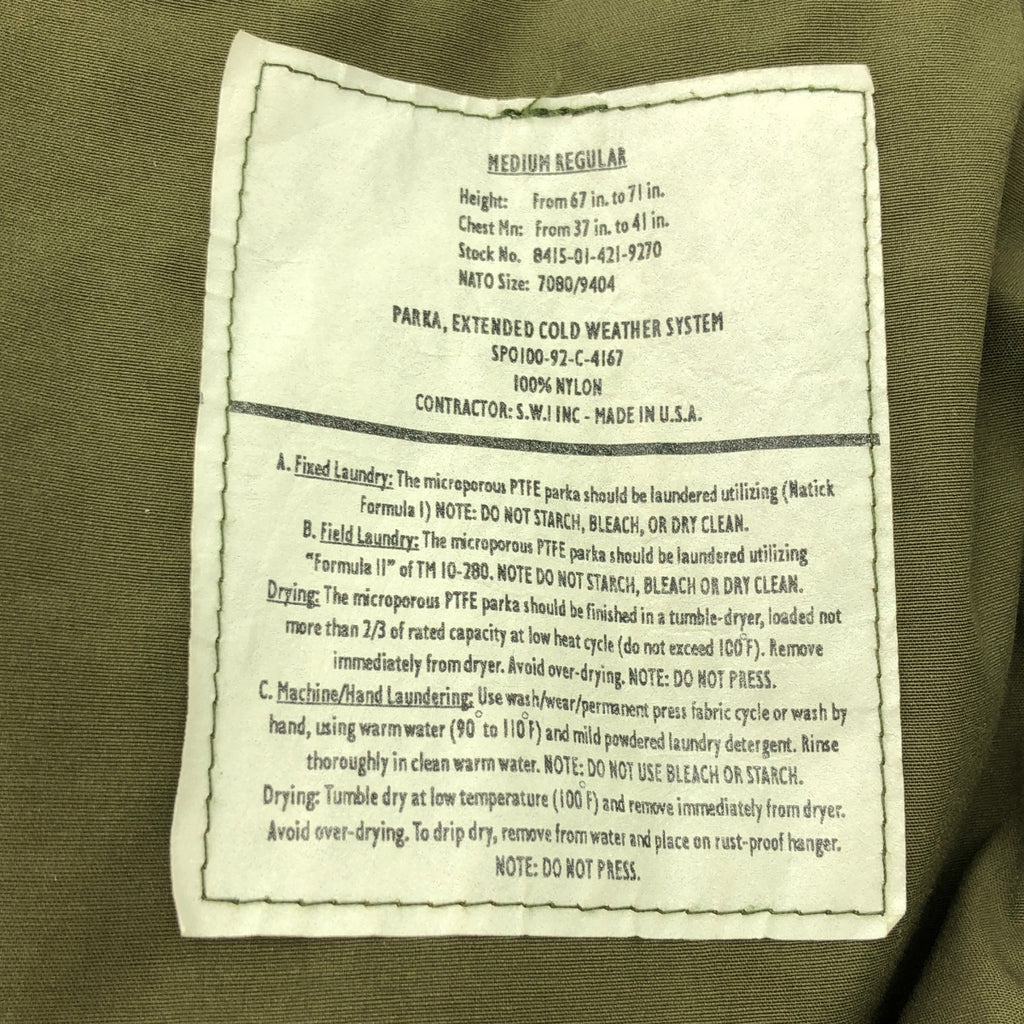 MEDIUM REGULAR
Height: From 67 in. to 71 in.
Chest Mn: From 37 in. to 41 in.
Stock No. 8415-01-421-9270
NATO Size: 7080/9404
PARKA, EXTENDED COLD WEATHER SYSTEM
SPO100-92-C-4167
100% NYLON
CONTRACTOR: S.W.I INC - MADE IN U.S.A.
A. Fixed Laundry: The microporous PTFE parka should be laundered utilizing (Natick
Formula I) NOTE: DO NOT STARCH, BLEACH, OR DRY CLEAN.
B. Field Laundry: The microporous PTFE parka should be laundered utilizing
"Formula II" of TM 10-280. NOTE DO NOT STARCH, BLEACH OR DRY CLEAN.
Drying: The microporous PTFE parka should be finished in a tumble-dryer, loaded not
more than 2/3 of rated capacity at low heat cycle (do not exceed 100°F). Remove
immediately from dryer. Avoid over-drying. NOTE: DO NOT PRESS.
C. Machine/Hand Laundering: Use wash/wear/permanent press fabric cycle or wash by
hand, using warm water (90° to 110°F) and mild powdered laundry detergent. Rinse
thoroughly in clean warm water. NOTE: DO NOT USE BLEACH OR STARCH.
Drying: Tumble dry at low temperature (100°F) and remove immediately from dryer.
Avoid over-drying. To drip dry, remove from water and place on rust-proof hanger.
NOTE: DO NOT PRESS.